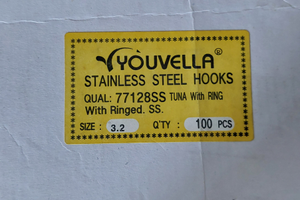 YOUVELLA®
STAINLESS STEEL HOOKS
QUAL: 77128SS TUNA With RING
With Ringed. SS.
SIZE : 3.2 Q'TY : 100 PCS